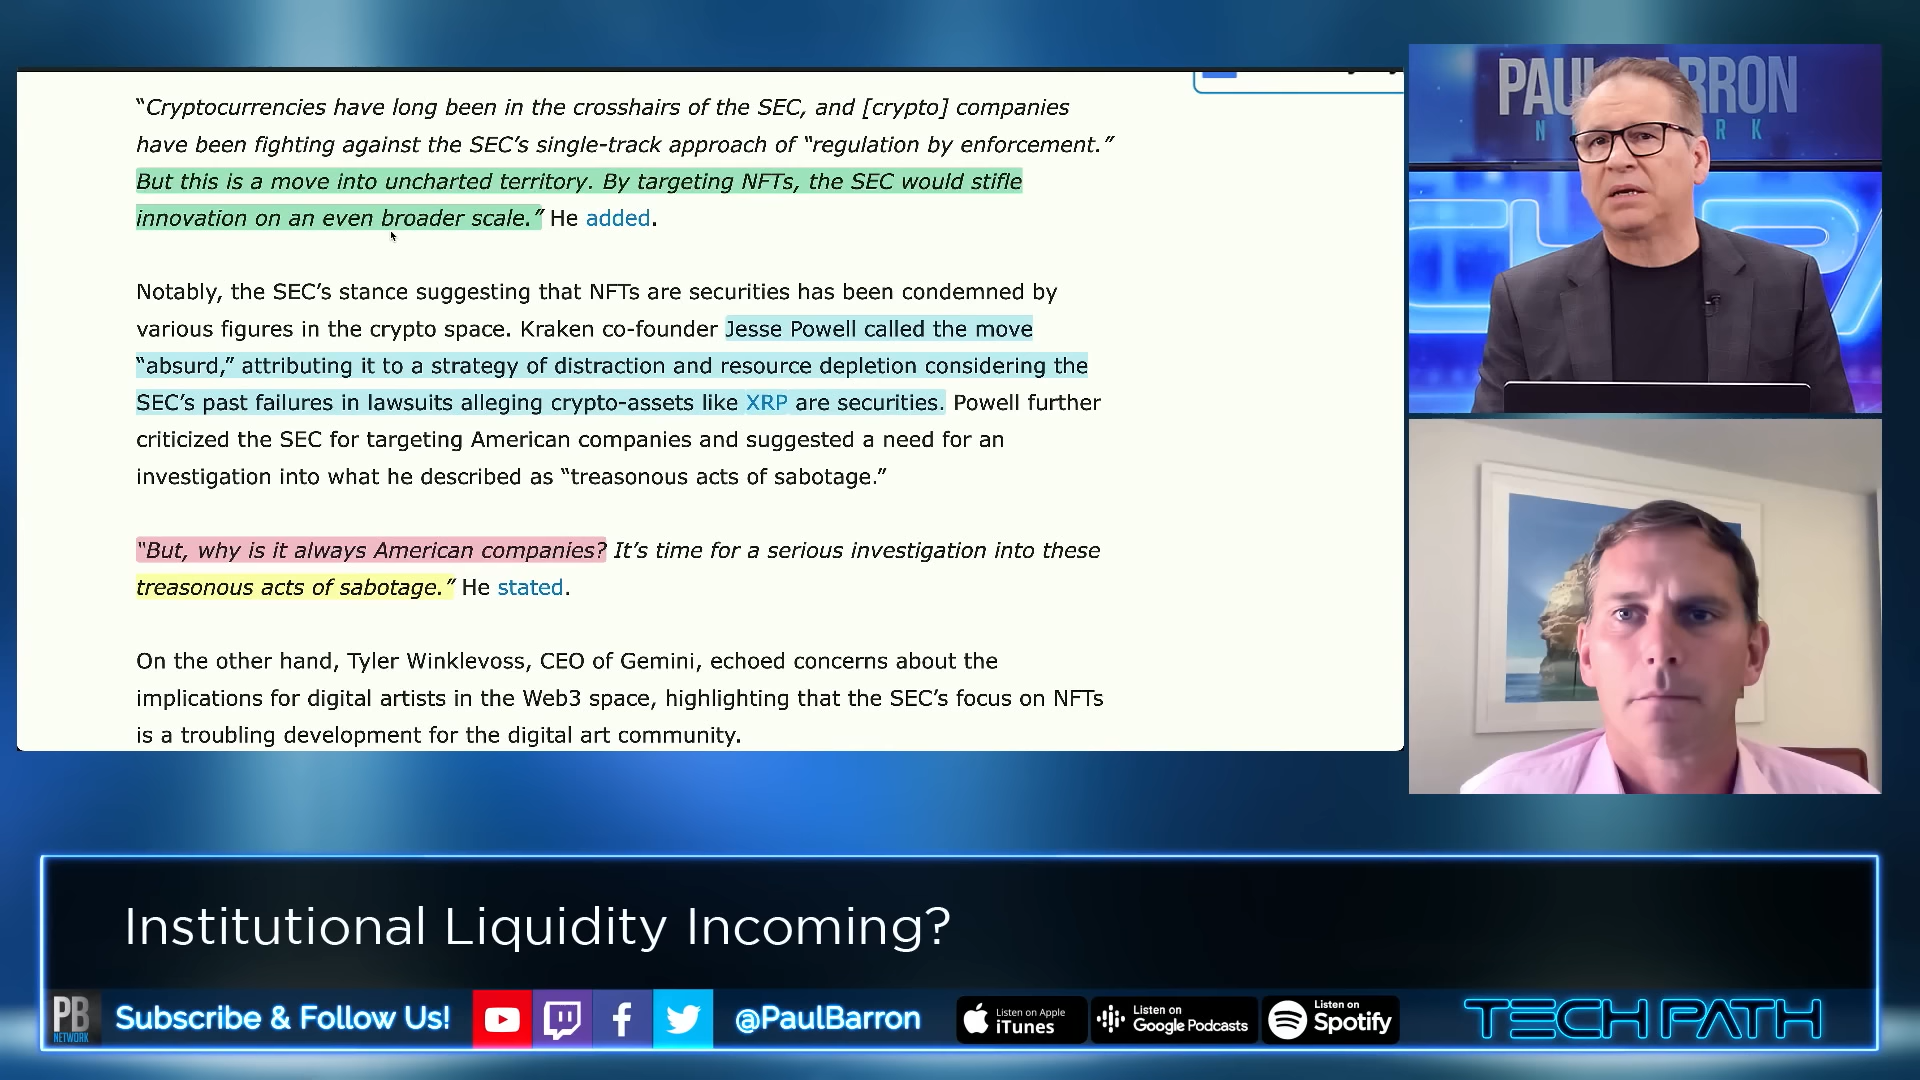 “Cryptocurrencies have long been in the crosshairs of the SEC, and [crypto] companies
have been fighting against the SEC’s single-track approach of “regulation by enforcement.”
But this is a move into uncharted territory. By targeting NFTs, the SEC would stifle
innovation on an even broader scale.” He added.
Notably, the SEC’s stance suggesting that NFTs are securities has been condemned by
various figures in the crypto space. Kraken co-founder Jesse Powell called the move
“absurd,” attributing it to a strategy of distraction and resource depletion considering the
SEC’s past failures in lawsuits alleging crypto-assets like XRP are securities. Powell further
criticized the SEC for targeting American companies and suggested a need for an
investigation into what he described as “treasonous acts of sabotage.”
“But, why is it always American companies? It’s time for a serious investigation into these
treasonous acts of sabotage.” He stated.
On the other hand, Tyler Winklevoss, CEO of Gemini, echoed concerns about the
implications for digital artists in the Web3 space, highlighting that the SEC’s focus on NFTs
is a troubling development for the digital art community.
Institutional Liquidity Incoming?
PB
NETWORK
Subscribe & Follow Us!
@PaulBarron
Listen on Apple
iTunes
Listen on
Google Podcasts
Listen on
Spotify
TECH PATH